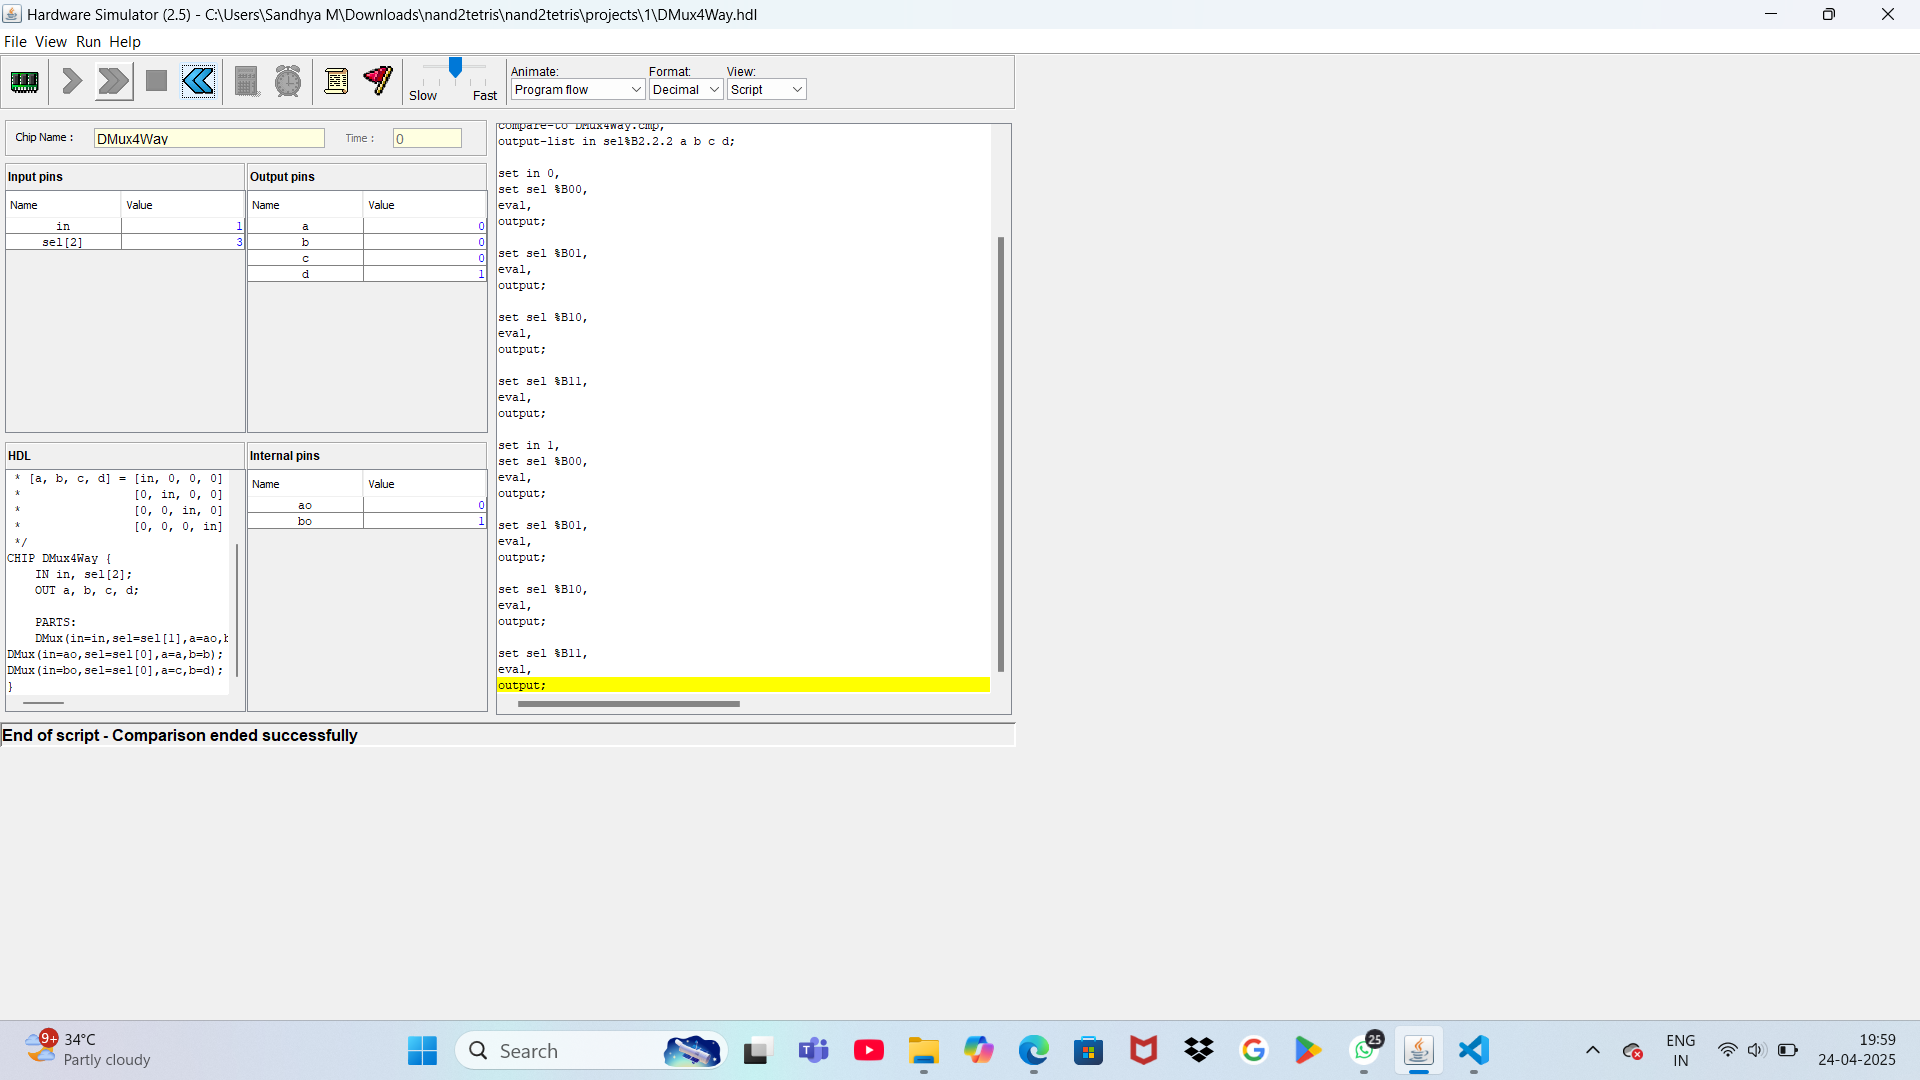 Hardware Simulator (2.5) - C:\Users\Sandhya M\Downloads\nand2tetris\nand2tetris\projects\1\DMux4Way.hdl
File View Run Help
Slow Fast
Animate: Format: View:
Program flow Decimal Script
Chip Name : DMux4Way Time : 0
Input pins
Name Value
in 1
sel[2] 3
Output pins
Name Value
a 0
b 0
c 0
d 1
HDL
* [a, b, c, d] = [in, 0, 0, 0]
* [0, in, 0, 0]
* [0, 0, in, 0]
* [0, 0, 0, in]
*/
CHIP DMux4Way {
IN in, sel[2];
OUT a, b, c, d;
PARTS:
DMux(in=in,sel=sel[1],a=ao,b
DMux(in=ao,sel=sel[0],a=a,b=b);
DMux(in=bo,sel=sel[0],a=c,b=d);
}
Internal pins
Name Value
ao 0
bo 1
compare-to DMux4Way.cmp,
output-list in sel%B2.2.2 a b c d;
set in 0,
set sel %B00,
eval,
output;
set sel %B01,
eval,
output;
set sel %B10,
eval,
output;
set sel %B11,
eval,
output;
set in 1,
set sel %B00,
eval,
output;
set sel %B01,
eval,
output;
set sel %B10,
eval,
output;
set sel %B11,
eval,
output;
End of script - Comparison ended successfully
9+ 34°C
Partly cloudy
Search
25
ENG
IN
19:59
24-04-2025